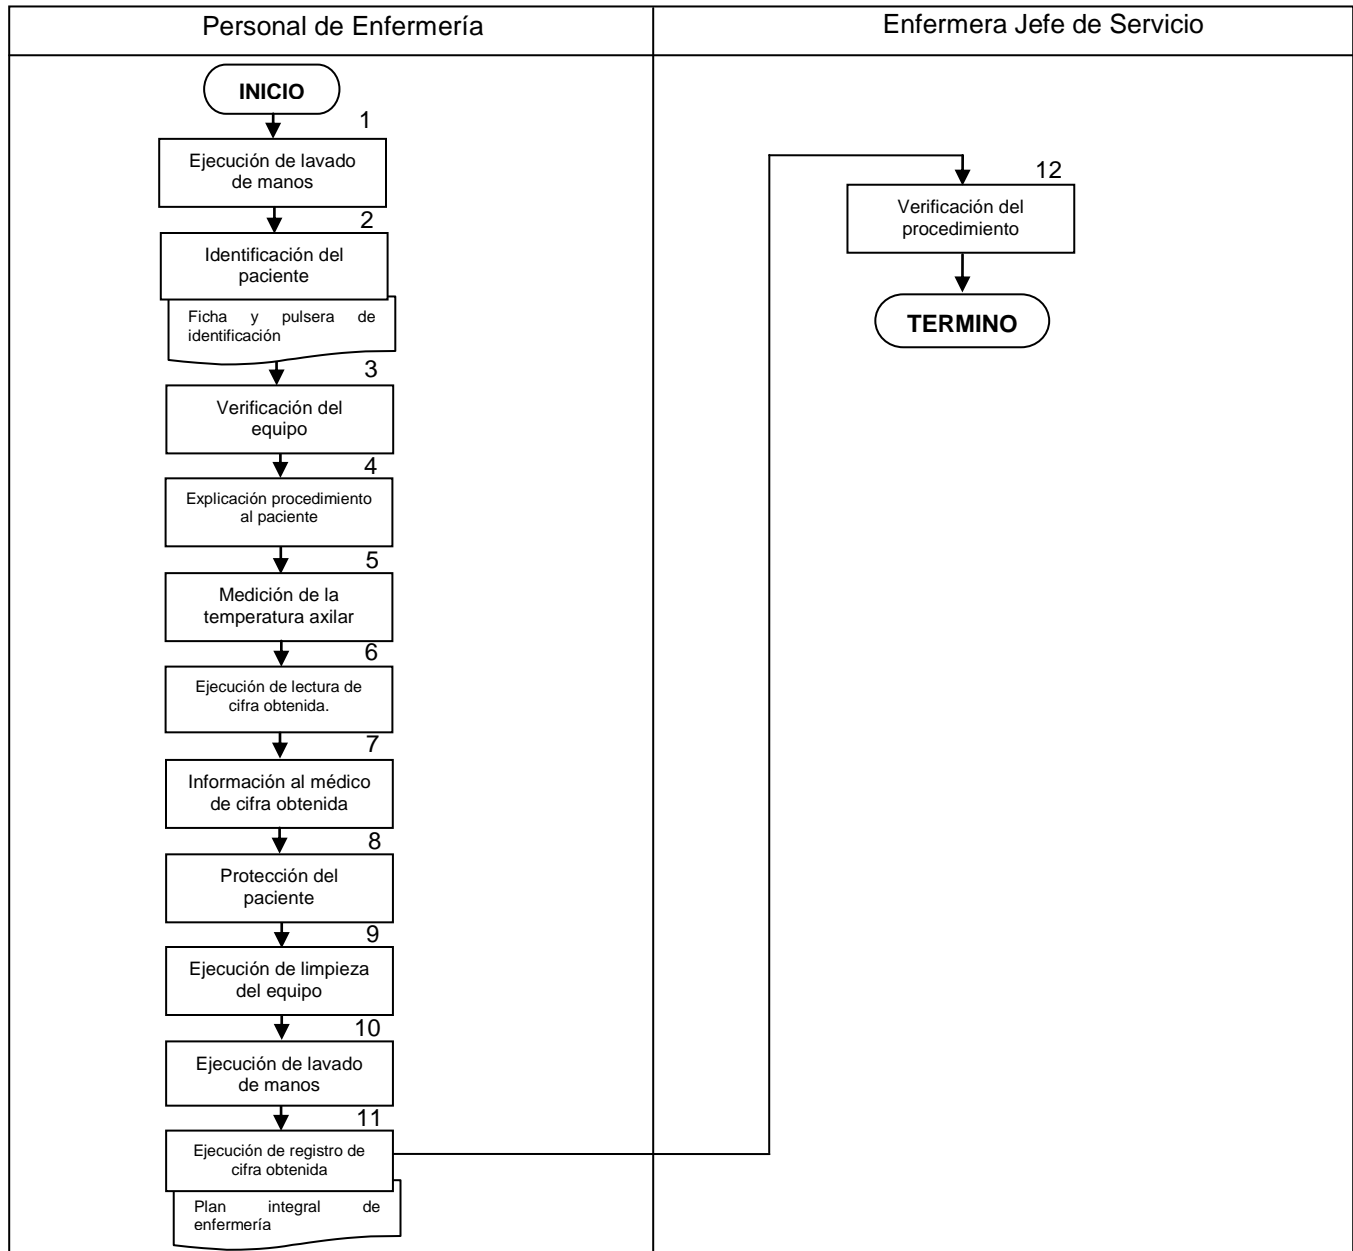 Personal de Enfermería
Enfermera Jefe de Servicio
INICIO
1
Ejecución de lavado
de manos
2
Identificación del
paciente
Ficha y pulsera de
identificación
3
Verificación del
equipo
4
Explicación procedimiento
al paciente
5
Medición de la
temperatura axilar
6
Ejecución de lectura de
cifra obtenida.
7
Información al médico
de cifra obtenida
8
Protección del
paciente
9
Ejecución de limpieza
del equipo
10
Ejecución de lavado
de manos
11
Ejecución de registro de
cifra obtenida
Plan integral de
enfermería
12
Verificación del
procedimiento
TERMINO